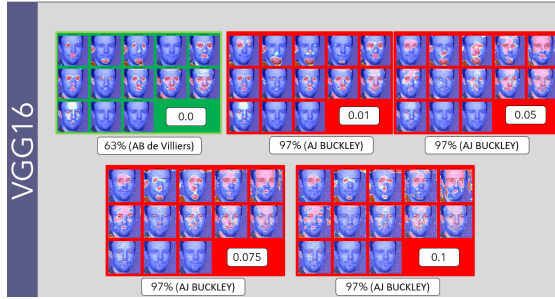 VGG16
0.0
0.01
0.05
63% (AB de Villiers)
97% (AJ BUCKLEY)
97% (AJ BUCKLEY)
0.075
0.1
97% (AJ BUCKLEY)
97% (AJ BUCKLEY)